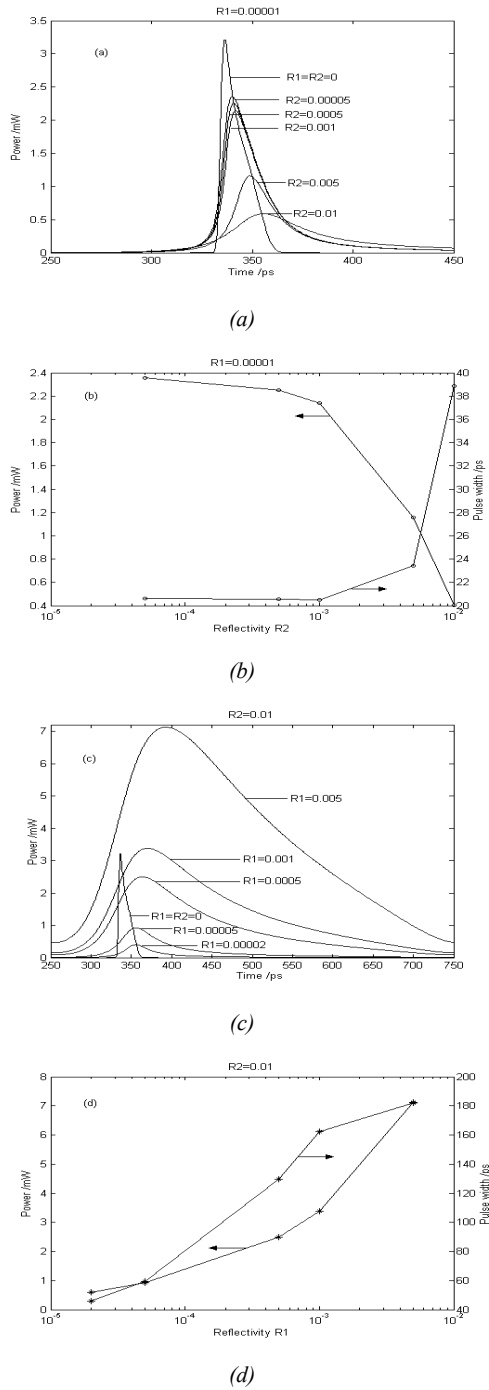 R1=0.00001
(a)
R1=R2=0
R2=0.00005
R2=0.0005
R2=0.001
R2=0.005
R2=0.01
Power /mW
3.5
3
2.5
2
1.5
1
0.5
0
250 300 350 400 450
Time /ps
(a)
R1=0.00001
(b)
Power /mW
2.4
2.2
2
1.8
1.6
1.4
1.2
1
0.8
0.6
0.4
40
38
36
34
32
30
28
26
24
22
20
Pulse width /ps
10-5 10-4 10-3 10-2
Reflectivity R2
(b)
R2=0.01
(c)
R1=0.005
R1=0.001
R1=0.0005
R1=R2=0
R1=0.00005
R1=0.00002
Power /mW
7
6
5
4
3
2
1
0
250 300 350 400 450 500 550 600 650 700 750
Time /ps
(c)
R2=0.01
(d)
Power /mW
8
7
6
5
4
3
2
1
0
200
180
160
140
120
100
80
60
40
Pulse width /ps
10-5 10-4 10-3 10-2
Reflectivity R1
(d)